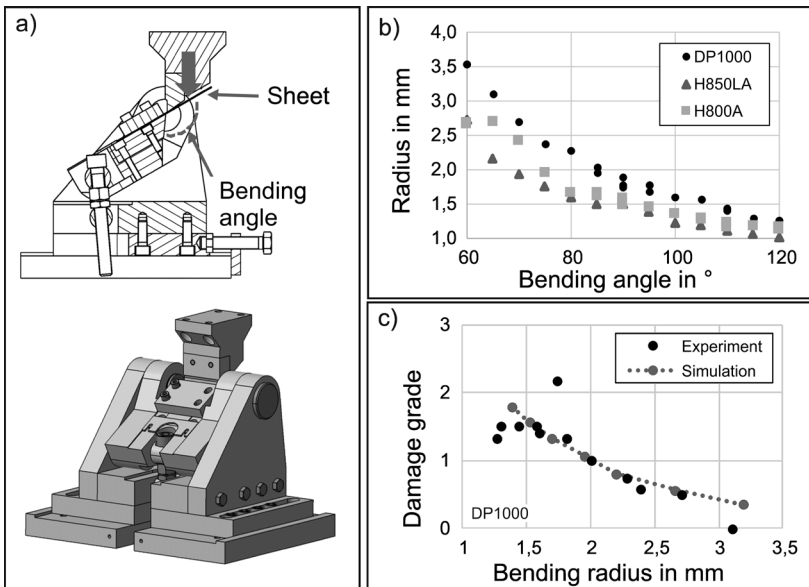 a)
Sheet
Bending
angle
b)
Radius in mm
4,0
3,5
3,0
2,5
2,0
1,5
1,0
DP1000
H850LA
H800A
60
80
100
120
Bending angle in °
c)
Damage grade
3
2
1
0
Experiment
Simulation
DP1000
1
1,5
2
2,5
3
3,5
Bending radius in mm